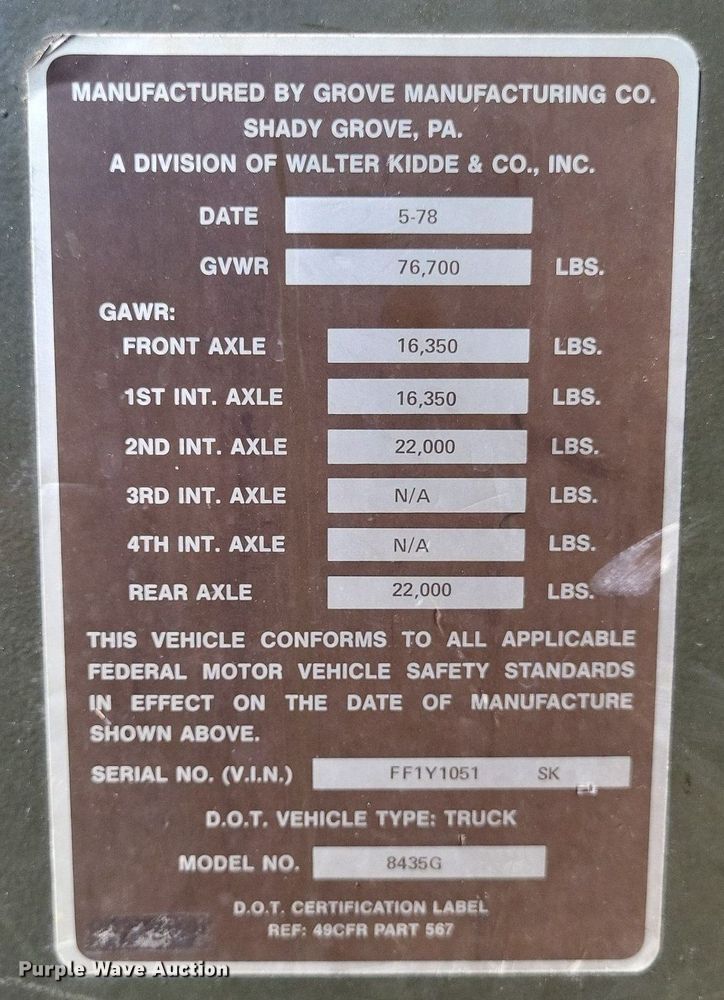 MANUFACTURED BY GROVE MANUFACTURING CO.
SHADY GROVE, PA.
A DIVISION OF WALTER KIDDE & CO., INC.
DATE 5-78
GVWR 76,700 LBS.
GAWR:
FRONT AXLE 16,350 LBS.
1ST INT. AXLE 16,350 LBS.
2ND INT. AXLE 22,000 LBS.
3RD INT. AXLE N/A LBS.
4TH INT. AXLE N/A LBS.
REAR AXLE 22,000 LBS.
THIS VEHICLE CONFORMS TO ALL APPLICABLE
FEDERAL MOTOR VEHICLE SAFETY STANDARDS
IN EFFECT ON THE DATE OF MANUFACTURE
SHOWN ABOVE.
SERIAL NO. (V.I.N.) FF1Y1051 SK
D.O.T. VEHICLE TYPE: TRUCK
MODEL NO. 8435G
D.O.T. CERTIFICATION LABEL
REF: 49CFR PART 567
Purple Wave Auction